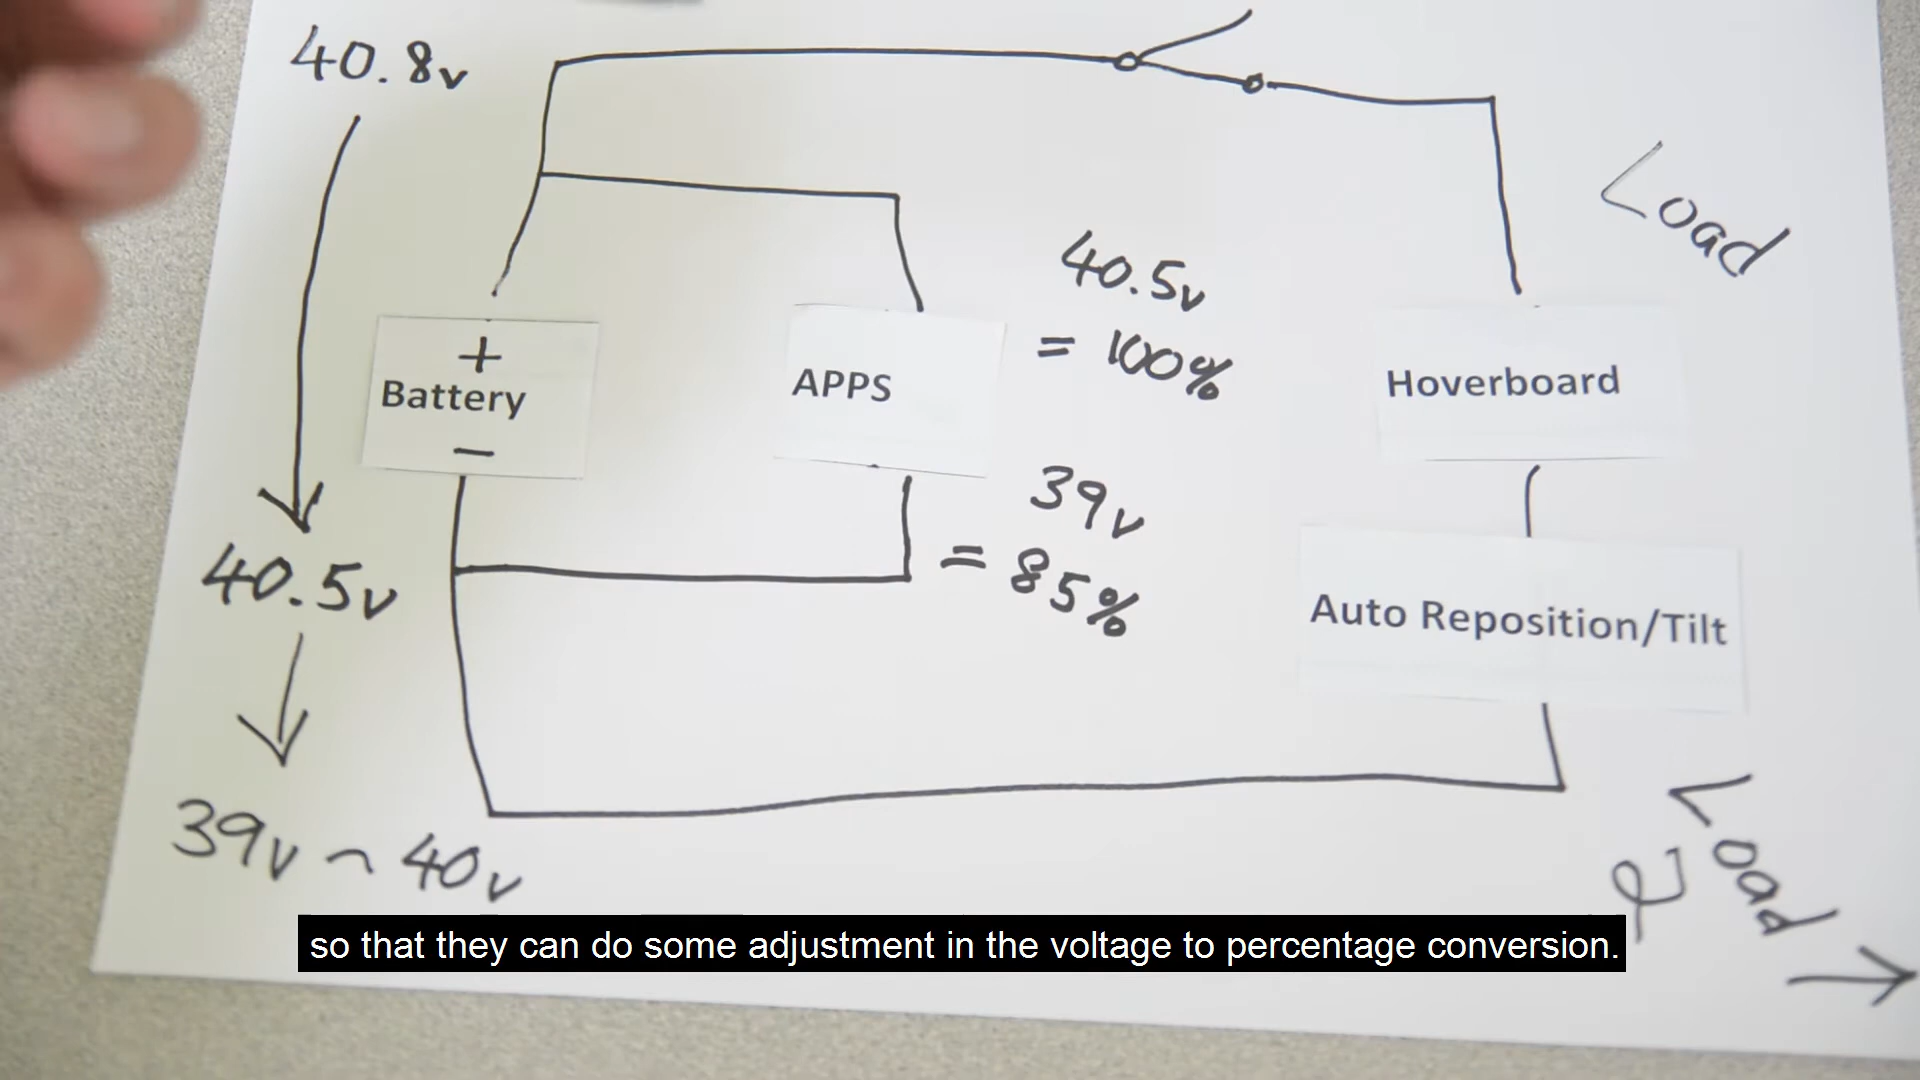 40.8v
Load
40.5v
= 100%
+
Battery
−
APPS
Hoverboard
39v
= 85%
40.5v
Auto Reposition/Tilt
39v ~ 40v
Load
2
so that they can do some adjustment in the voltage to percentage conversion.